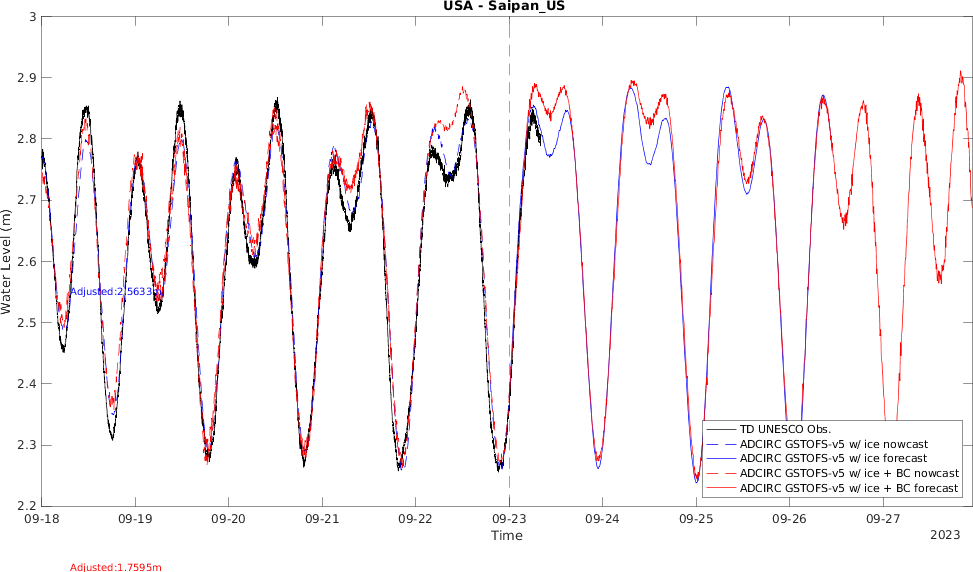 USA - Saipan_US
3
2.9
2.8
2.7
2.6
2.5
2.4
2.3
2.2
Water Level (m)
Adjusted:2.5633m
TD UNESCO Obs.
ADCIRC GSTOFS-v5 w/ ice nowcast
ADCIRC GSTOFS-v5 w/ ice forecast
ADCIRC GSTOFS-v5 w/ ice + BC nowcast
ADCIRC GSTOFS-v5 w/ ice + BC forecast
09-18 09-19 09-20 09-21 09-22 09-23 09-24 09-25 09-26 09-27
Time
2023
Adjusted:1.7595m